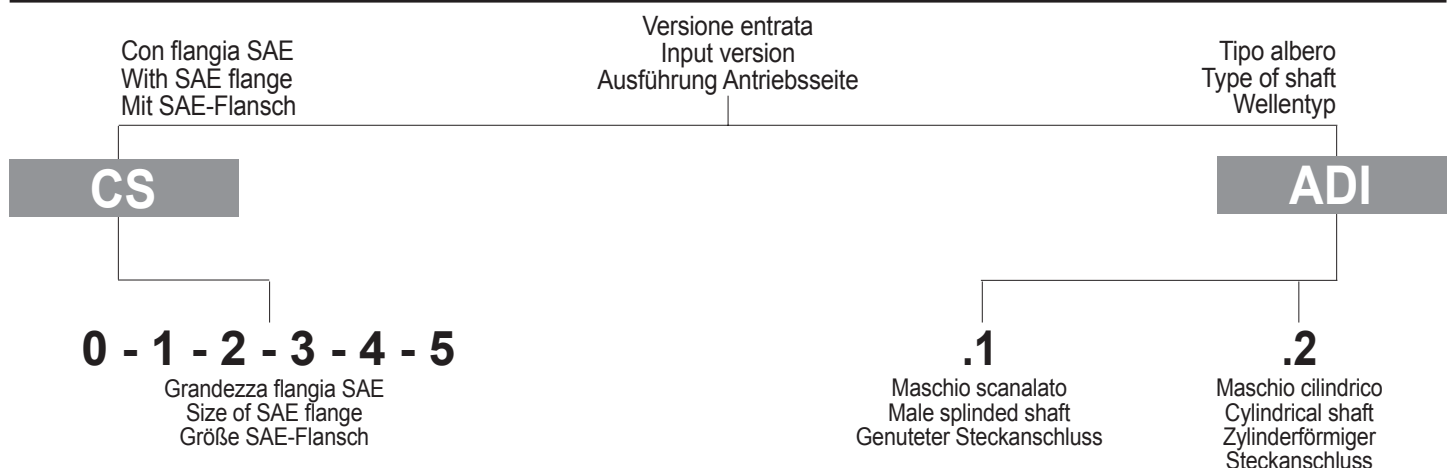 Versione entrata
Input version
Ausführung Antriebsseite
Con flangia SAE
With SAE flange
Mit SAE-Flansch
Tipo albero
Type of shaft
Wellentyp
CS
ADI
0 - 1 - 2 - 3 - 4 - 5
Grandezza flangia SAE
Size of SAE flange
Größe SAE-Flansch
.1
Maschio scanalato
Male splinded shaft
Genuteter Steckanschluss
.2
Maschio cilindrico
Cylindrical shaft
Zylinderförmiger
Steckanschluss